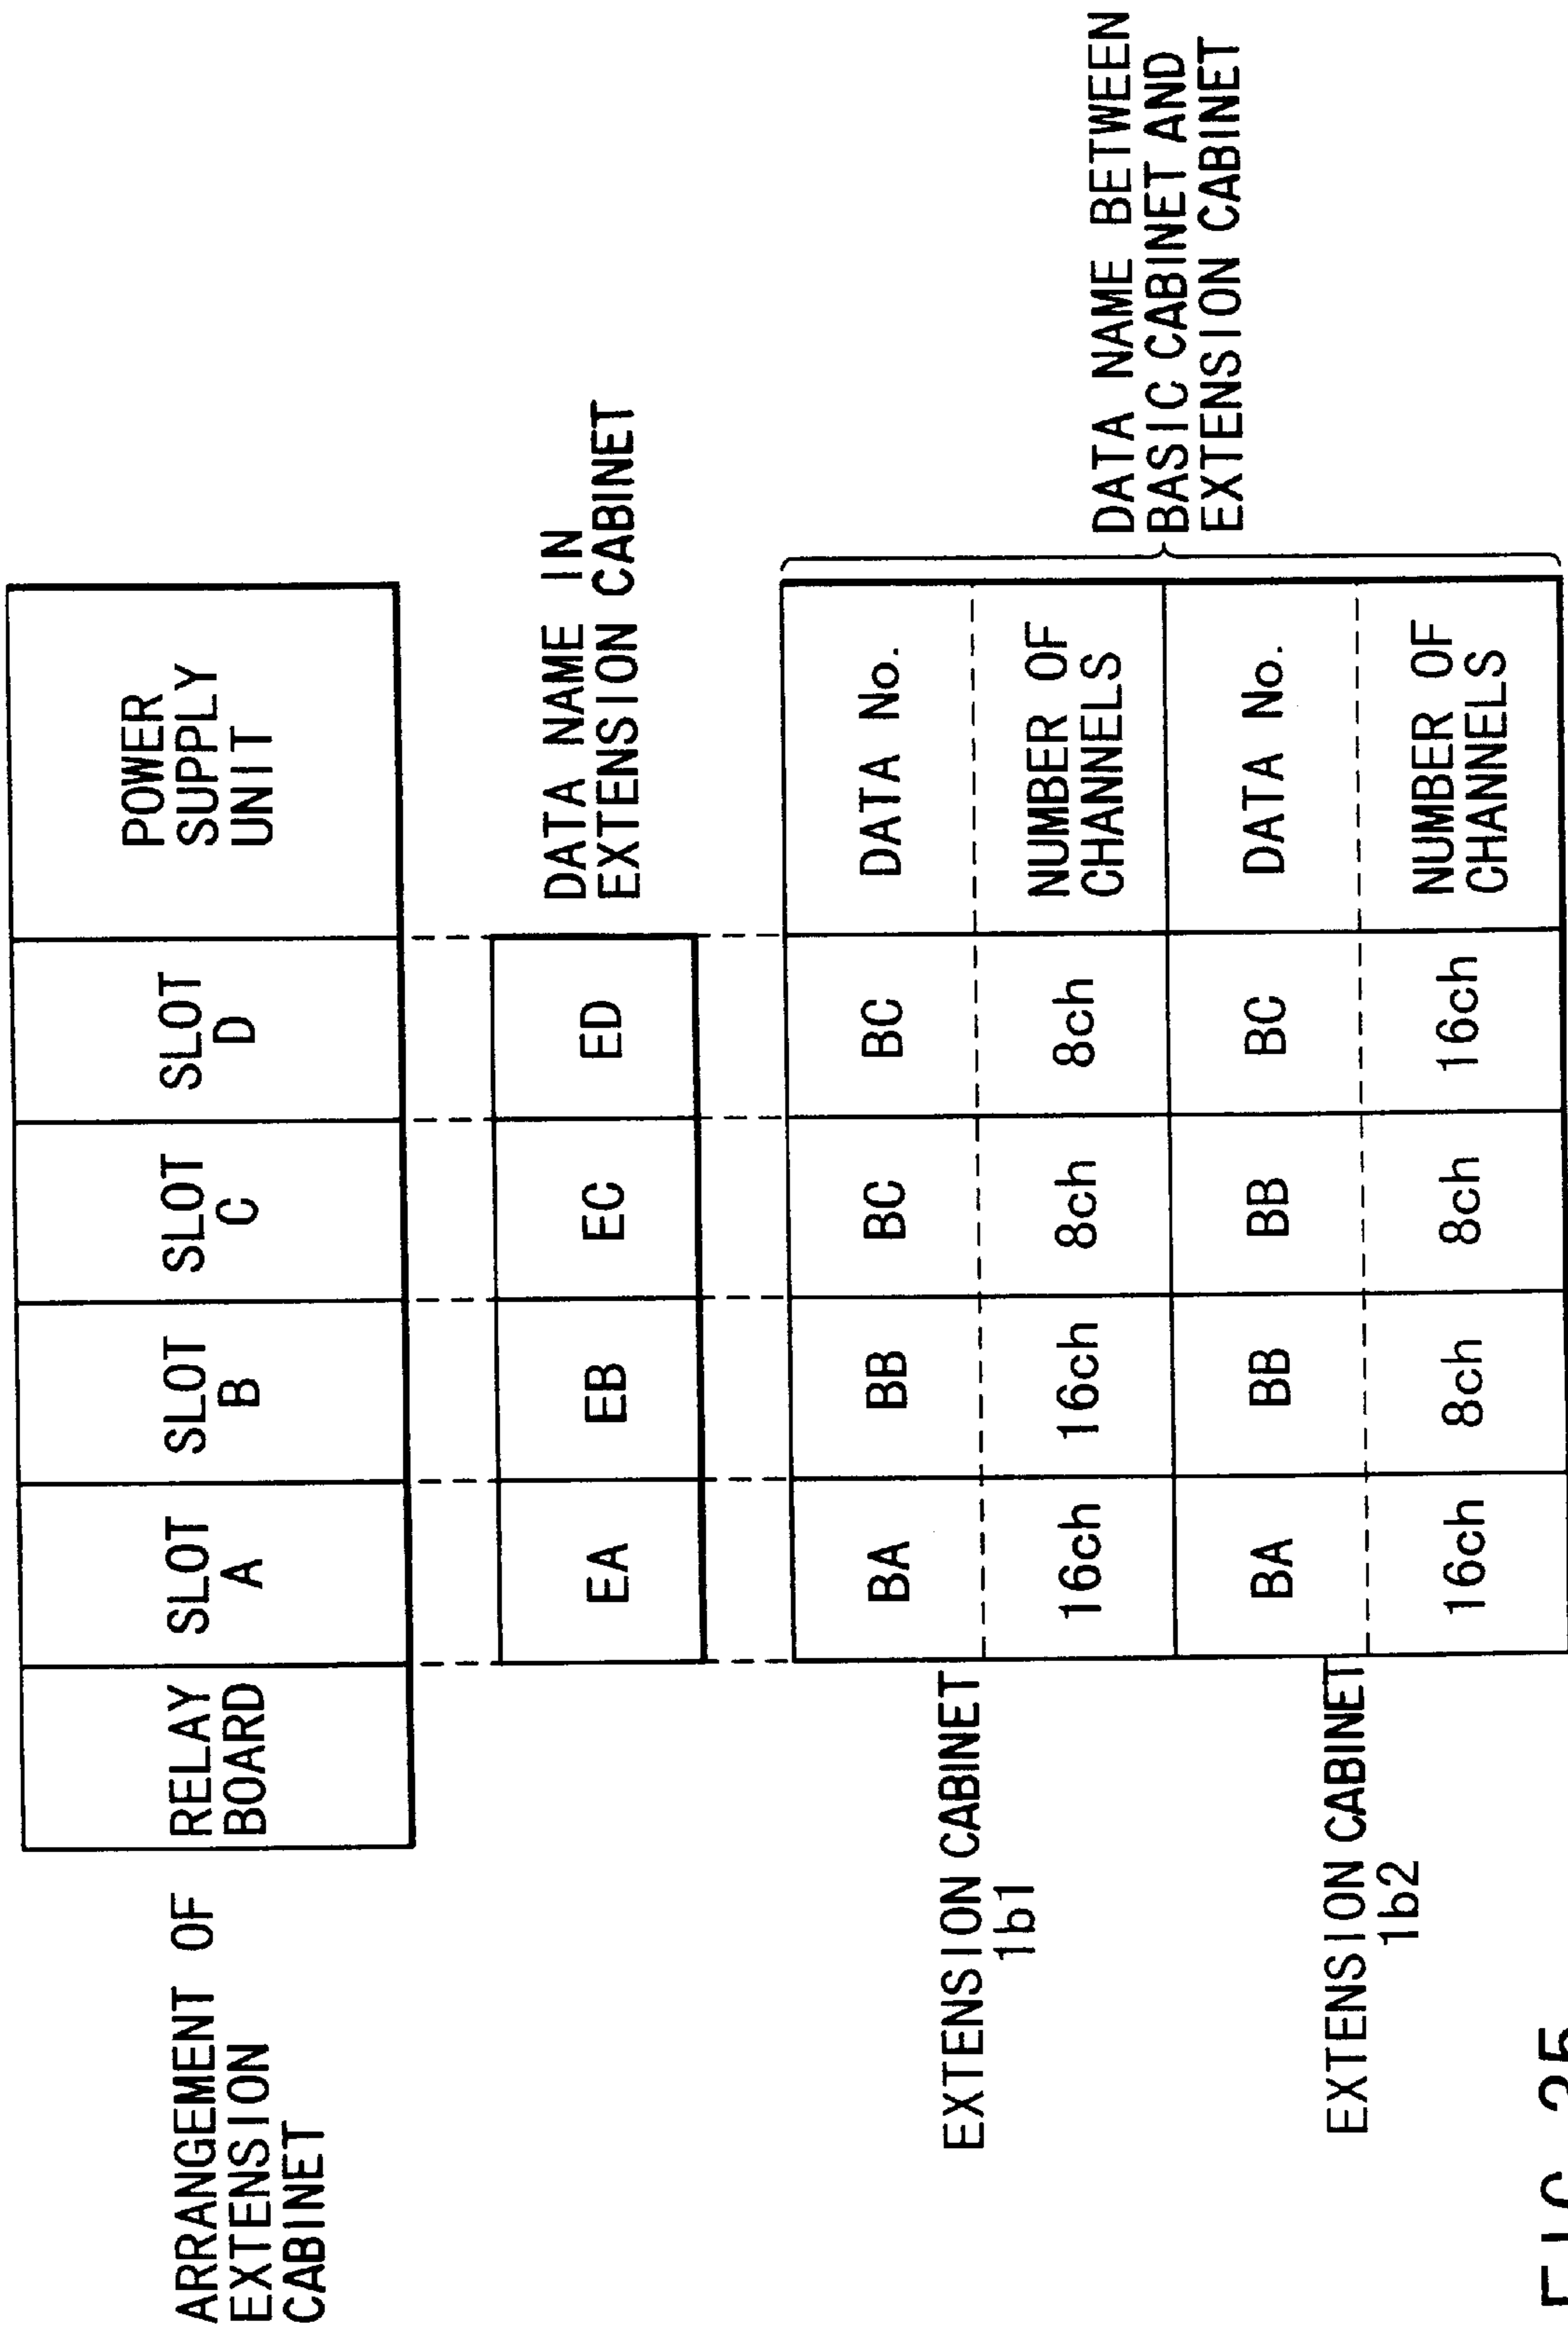 ARRANGEMENT OF
EXTENSION
CABINET
RELAY
BOARD
SLOT
A
SLOT
B
SLOT
C
SLOT
D
POWER
SUPPLY
UNIT
EA
EB
EC
ED
DATA NAME IN
EXTENSION CABINET
EXTENSION CABINET
1b1
BA
BB
BC
BC
DATA No.
16ch
16ch
8ch
8ch
NUMBER OF
CHANNELS
EXTENSION CABINET
1b2
BA
BB
BB
BC
DATA No.
16ch
8ch
8ch
16ch
NUMBER OF
CHANNELS
DATA NAME BETWEEN
BASIC CABINET AND
EXTENSION CABINET